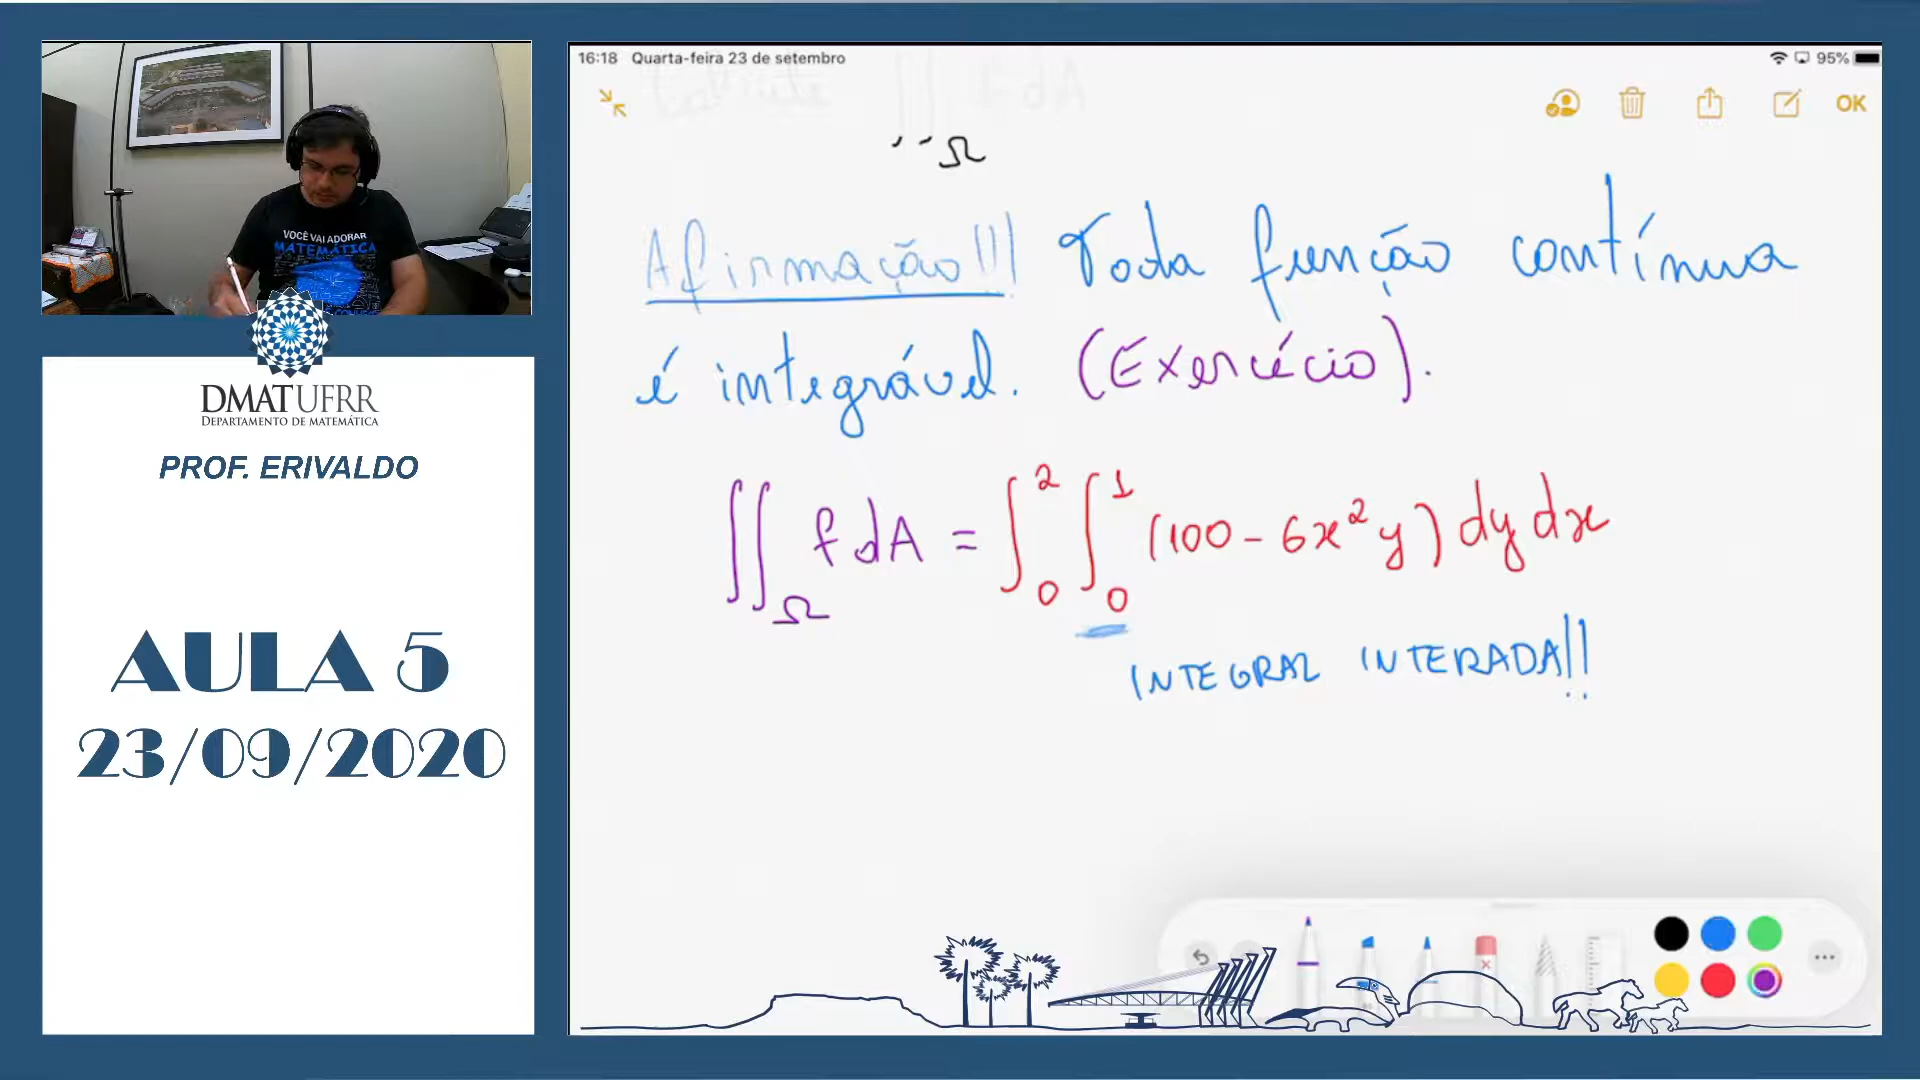 16:18 Quarta-feira 23 de setembro
95%
OK
Ω
Afirmação!!! Toda função contínua
é integrável. (Exercécio).
∬_Ω f dA = ∫_0^2 ∫_0^1 (100 - 6x² y) dy dx
INTEGRAL INTERADA!!
VOCÊ VAI ADORAR
MATEMÁTICA
DMATUFRR
DEPARTAMENTO DE MATEMÁTICA
PROF. ERIVALDO
AULA 5
23/09/2020